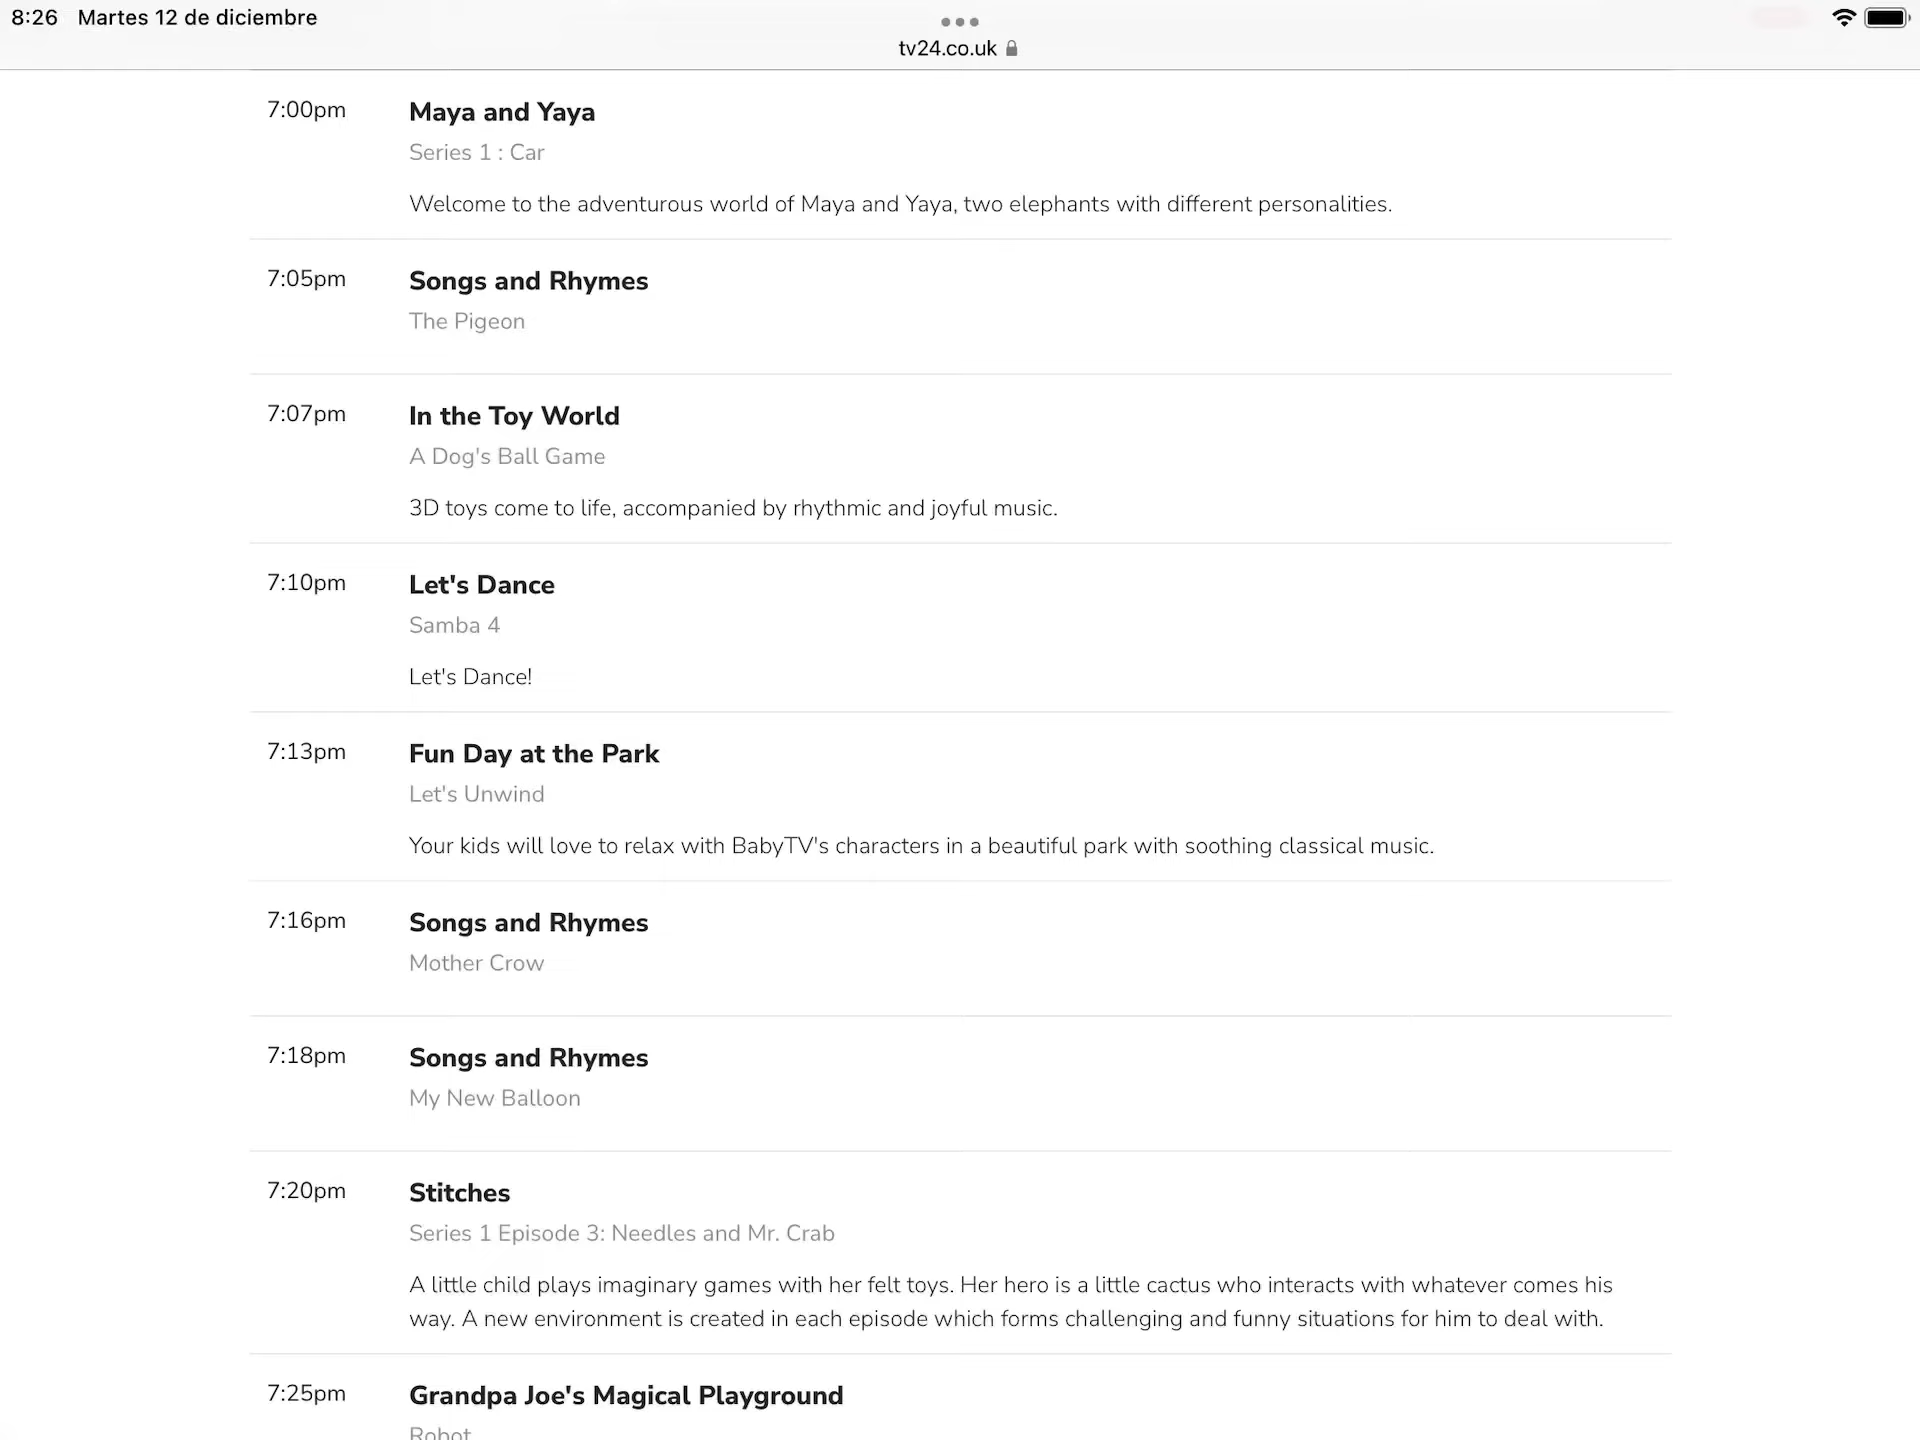 8:26 Martes 12 de diciembre
tv24.co.uk
7:00pm Maya and Yaya
Series 1 : Car
Welcome to the adventurous world of Maya and Yaya, two elephants with different personalities.
7:05pm Songs and Rhymes
The Pigeon
7:07pm In the Toy World
A Dog's Ball Game
3D toys come to life, accompanied by rhythmic and joyful music.
7:10pm Let's Dance
Samba 4
Let's Dance!
7:13pm Fun Day at the Park
Let's Unwind
Your kids will love to relax with BabyTV's characters in a beautiful park with soothing classical music.
7:16pm Songs and Rhymes
Mother Crow
7:18pm Songs and Rhymes
My New Balloon
7:20pm Stitches
Series 1 Episode 3: Needles and Mr. Crab
A little child plays imaginary games with her felt toys. Her hero is a little cactus who interacts with whatever comes his
way. A new environment is created in each episode which forms challenging and funny situations for him to deal with.
7:25pm Grandpa Joe's Magical Playground
Robot